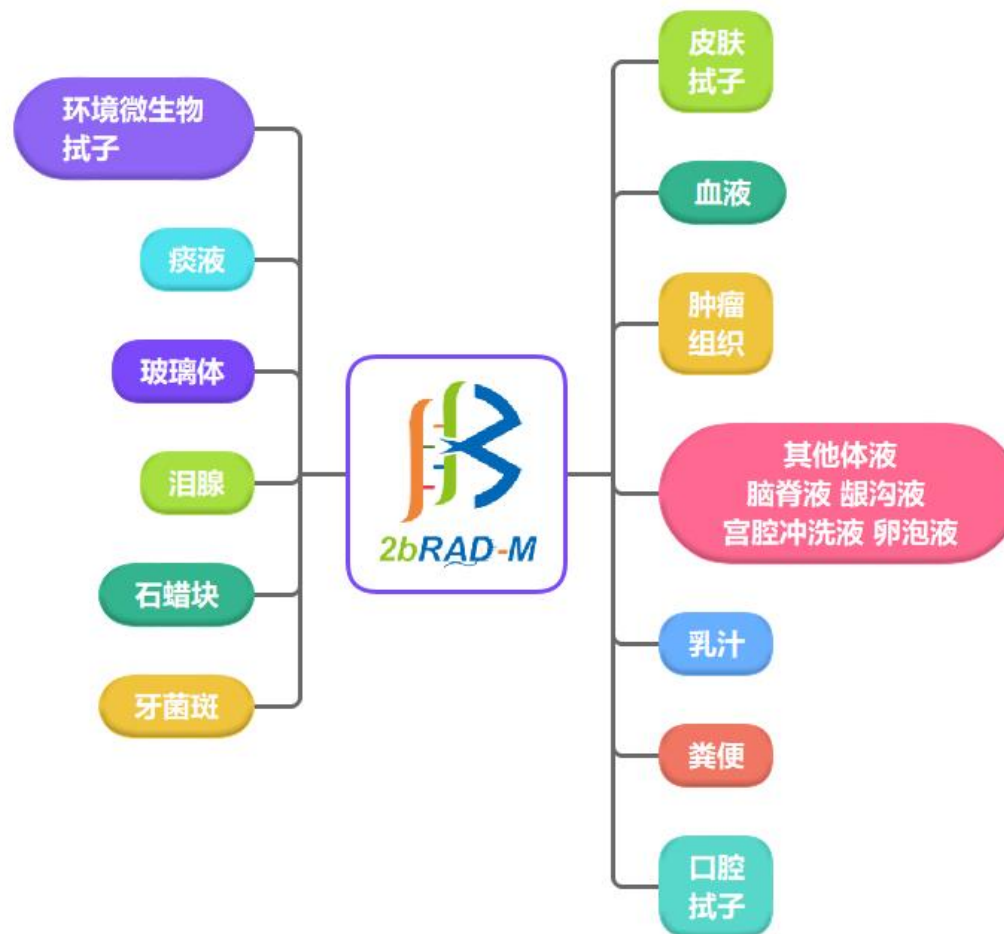 环境微生物
拭子
痰液
玻璃体
泪腺
石蜡块
牙菌斑
2bRAD-M
皮肤
拭子
血液
肿瘤
组织
其他体液
脑脊液 龈沟液
宫腔冲洗液 卵泡液
乳汁
粪便
口腔
拭子